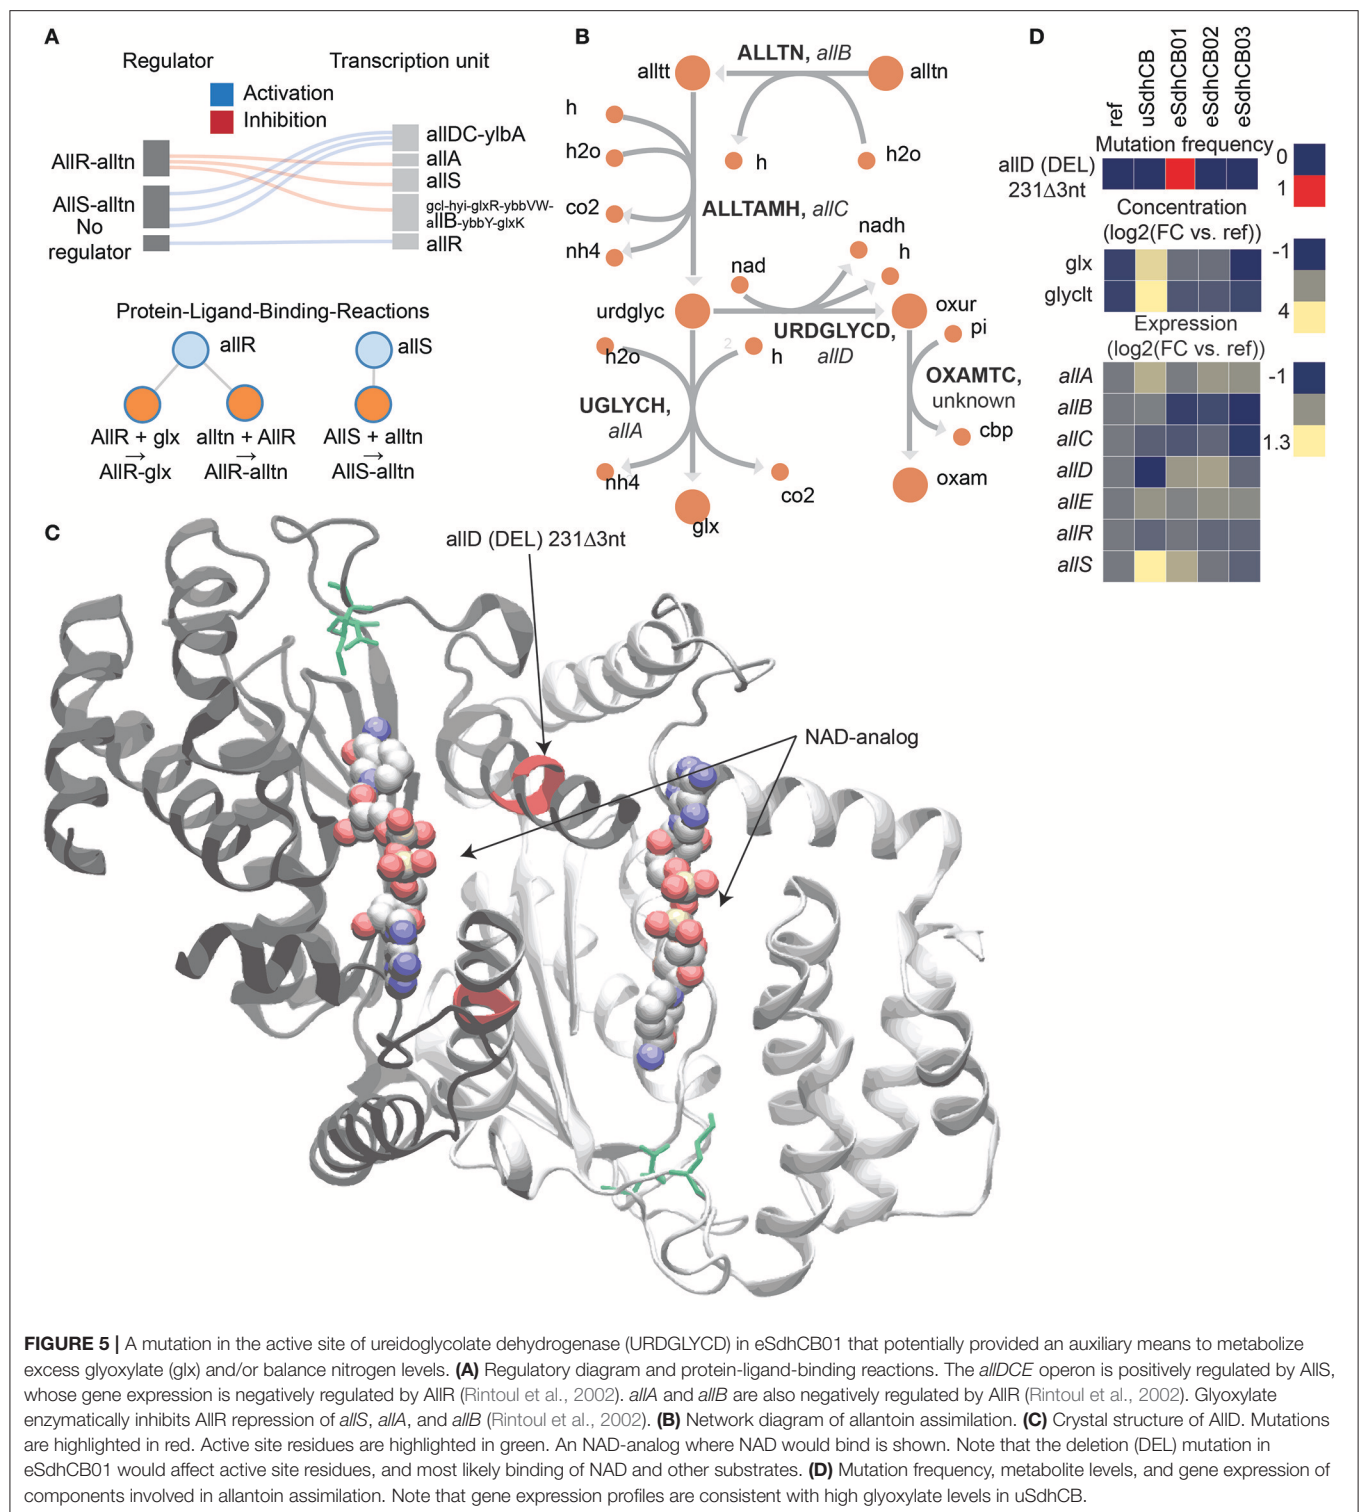 A
Regulator
Transcription unit
Activation
Inhibition
AllR-alltn
AllS-alltn
No
regulator
allDC-ylbA
allA
allS
gcl-hyi-glxR-ybbVW-
allB-ybbY-glxK
allR
Protein-Ligand-Binding-Reactions
allR
allS
AllR + glx
→
AllR-glx
alltn + AllR
→
AllR-alltn
AllS + alltn
→
AllS-alltn
B
alltt
ALLTN, allB
alltn
h
h2o
h
h2o
co2
nh4
ALLTAMH, allC
nadh
h
nad
urdglyc
oxur
URDGLYCD,
allD
pi
h2o
2
h
OXAMTC,
unknown
UGLYCH,
allA
cbp
nh4
co2
oxam
glx
D
ref
uSdhCB
eSdhCB01
eSdhCB02
eSdhCB03
Mutation frequency
allD (DEL)
231Δ3nt
0
1
Concentration
(log2(FC vs. ref))
glx
glyclt
-1
4
Expression
(log2(FC vs. ref))
allA
allB
allC
allD
allE
allR
allS
-1
1.3
C
allD (DEL) 231Δ3nt
NAD-analog
FIGURE 5 | A mutation in the active site of ureidoglycolate dehydrogenase (URDGLYCD) in eSdhCB01 that potentially provided an auxiliary means to metabolize
excess glyoxylate (glx) and/or balance nitrogen levels. (A) Regulatory diagram and protein-ligand-binding reactions. The allDCE operon is positively regulated by AllS,
whose gene expression is negatively regulated by AllR (Rintoul et al., 2002). allA and allB are also negatively regulated by AllR (Rintoul et al., 2002). Glyoxylate
enzymatically inhibits AllR repression of allS, allA, and allB (Rintoul et al., 2002). (B) Network diagram of allantoin assimilation. (C) Crystal structure of AllD. Mutations
are highlighted in red. Active site residues are highlighted in green. An NAD-analog where NAD would bind is shown. Note that the deletion (DEL) mutation in
eSdhCB01 would affect active site residues, and most likely binding of NAD and other substrates. (D) Mutation frequency, metabolite levels, and gene expression of
components involved in allantoin assimilation. Note that gene expression profiles are consistent with high glyoxylate levels in uSdhCB.